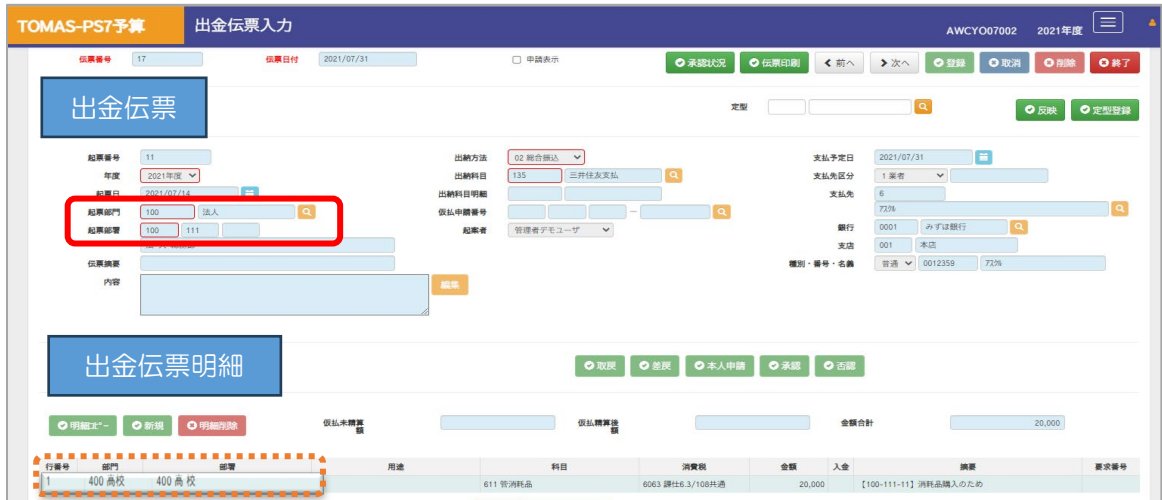 TOMAS-PS7予算 出金伝票入力 AWCYO07002 2021年度
伝票番号 17 伝票日付 2021/07/31 申請表示 承認状況 伝票印刷 前へ 次へ 登録 取消 削除 終了
出金伝票 定型 反映 定型登録
起票番号 11 出納方法 02 総合振込 支払予定日 2021/07/31
年度 2021年度 出納科目 135 三井住友支払 支払先区分 1 業者
起票日 2021/07/14 出納科目明細 支払先 6
起票部門 100 法人 仮払申請番号 − ｱｽｸﾙ
起票部署 100 111 起案者 管理者デモユーザ 銀行 0001 みずほ銀行
支店 001 本店
伝票摘要 種別・番号・名義 普通 0012359 ｱｽｸﾙ
内容 編集
出金伝票明細 取戻 差戻 本人申請 承認 否認
明細ｺﾋﾟｰ 新規 明細削除 仮払未精算額 仮払精算後額 金額合計 20,000
行番号 部門 部署 用途 科目 消費税 金額 入金 摘要 要求番号
1 400 高校 400 高 校 611 管消耗品 6063 課仕6.3/108共通 20,000 【100-111-11】消耗品購入のため